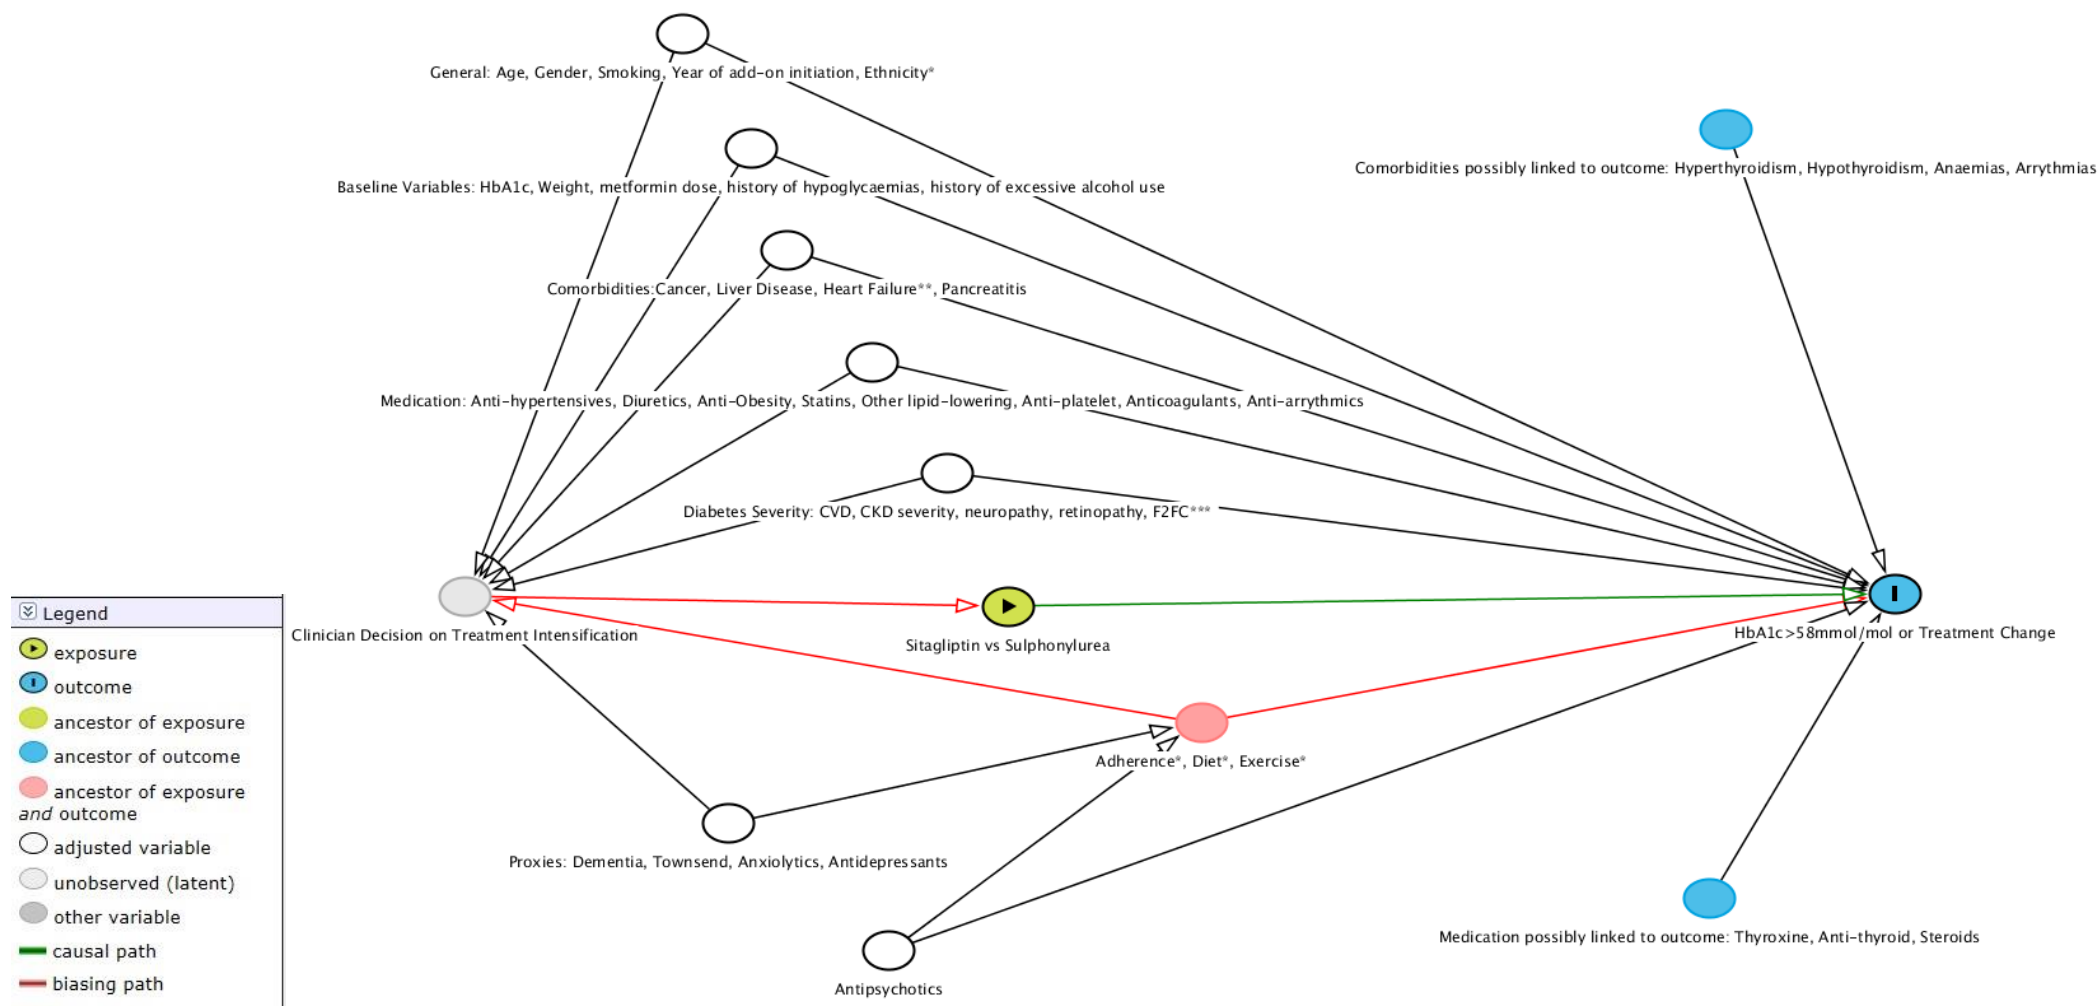 General: Age, Gender, Smoking, Year of add-on initiation, Ethnicity*
Comorbidities possibly linked to outcome: Hyperthyroidism, Hypothyroidism, Anaemias, Arrythmias
Baseline Variables: HbA1c, Weight, metformin dose, history of hypoglycaemias, history of excessive alcohol use
Comorbidities:Cancer, Liver Disease, Heart Failure**, Pancreatitis
Medication: Anti-hypertensives, Diuretics, Anti-Obesity, Statins, Other lipid-lowering, Anti-platelet, Anticoagulants, Anti-arrythmics
Diabetes Severity: CVD, CKD severity, neuropathy, retinopathy, F2FC***
Clinician Decision on Treatment Intensification
Sitagliptin vs Sulphonylurea
HbA1c>58mmol/mol or Treatment Change
Adherence*, Diet*, Exercise*
Proxies: Dementia, Townsend, Anxiolytics, Antidepressants
Medication possibly linked to outcome: Thyroxine, Anti-thyroid, Steroids
Antipsychotics
Legend
exposure
outcome
ancestor of exposure
ancestor of outcome
ancestor of exposure
and outcome
adjusted variable
unobserved (latent)
other variable
causal path
biasing path